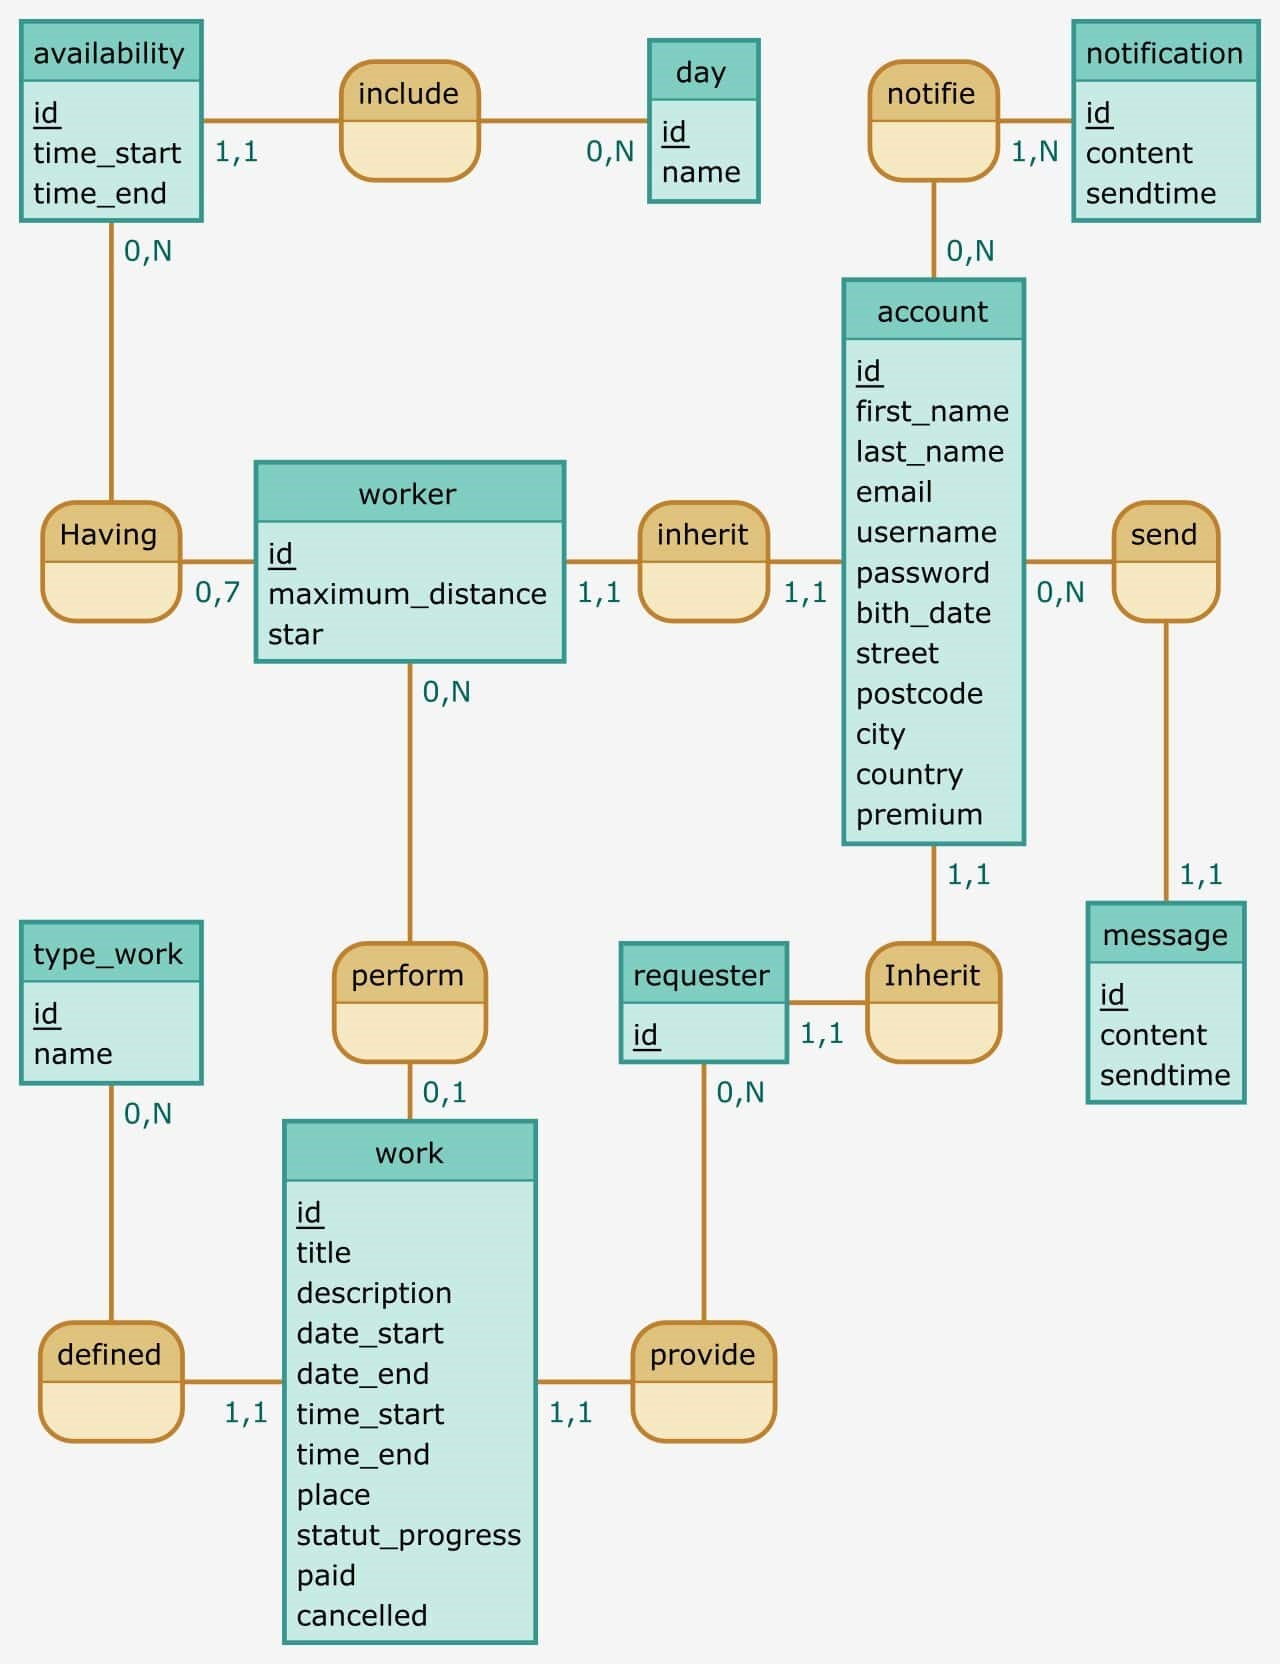 availability
id
time_start
time_end
1,1
include
0,N
day
id
name
notifie
1,N
notification
id
content
sendtime
0,N
0,N
account
id
first_name
last_name
email
username
password
bith_date
street
postcode
city
country
premium
Having
0,7
worker
id
maximum_distance
star
1,1
inherit
1,1
0,N
send
0,N
1,1
1,1
message
id
content
sendtime
type_work
id
name
perform
requester
id
1,1
Inherit
0,N
0,1
0,N
work
id
title
description
date_start
date_end
time_start
time_end
place
statut_progress
paid
cancelled
defined
1,1
1,1
provide